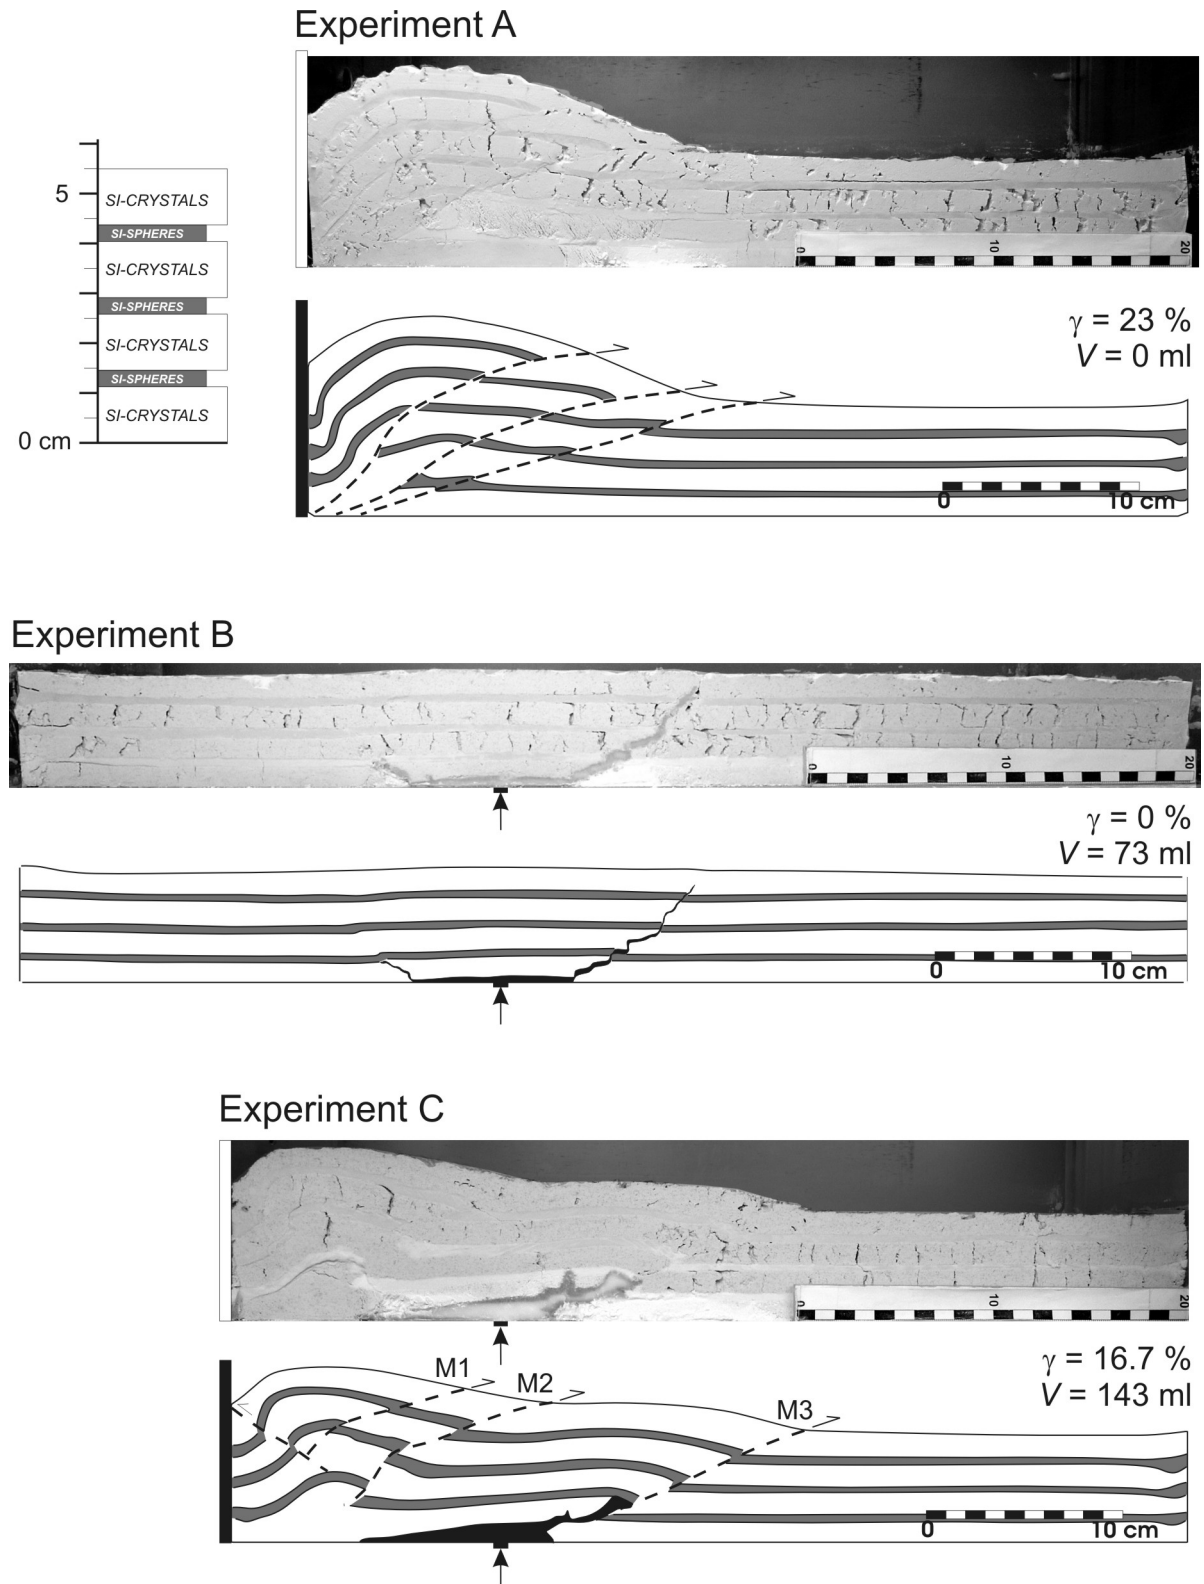 Experiment A
0
10
20
5
SI-CRYSTALS
SI-SPHERES
SI-CRYSTALS
SI-SPHERES
SI-CRYSTALS
SI-SPHERES
SI-CRYSTALS
0 cm
γ = 23 %
V = 0 ml
0 10 cm
Experiment B
0
10
20
γ = 0 %
V = 73 ml
0 10 cm
Experiment C
0
10
20
γ = 16.7 %
V = 143 ml
M1
M2
M3
0 10 cm